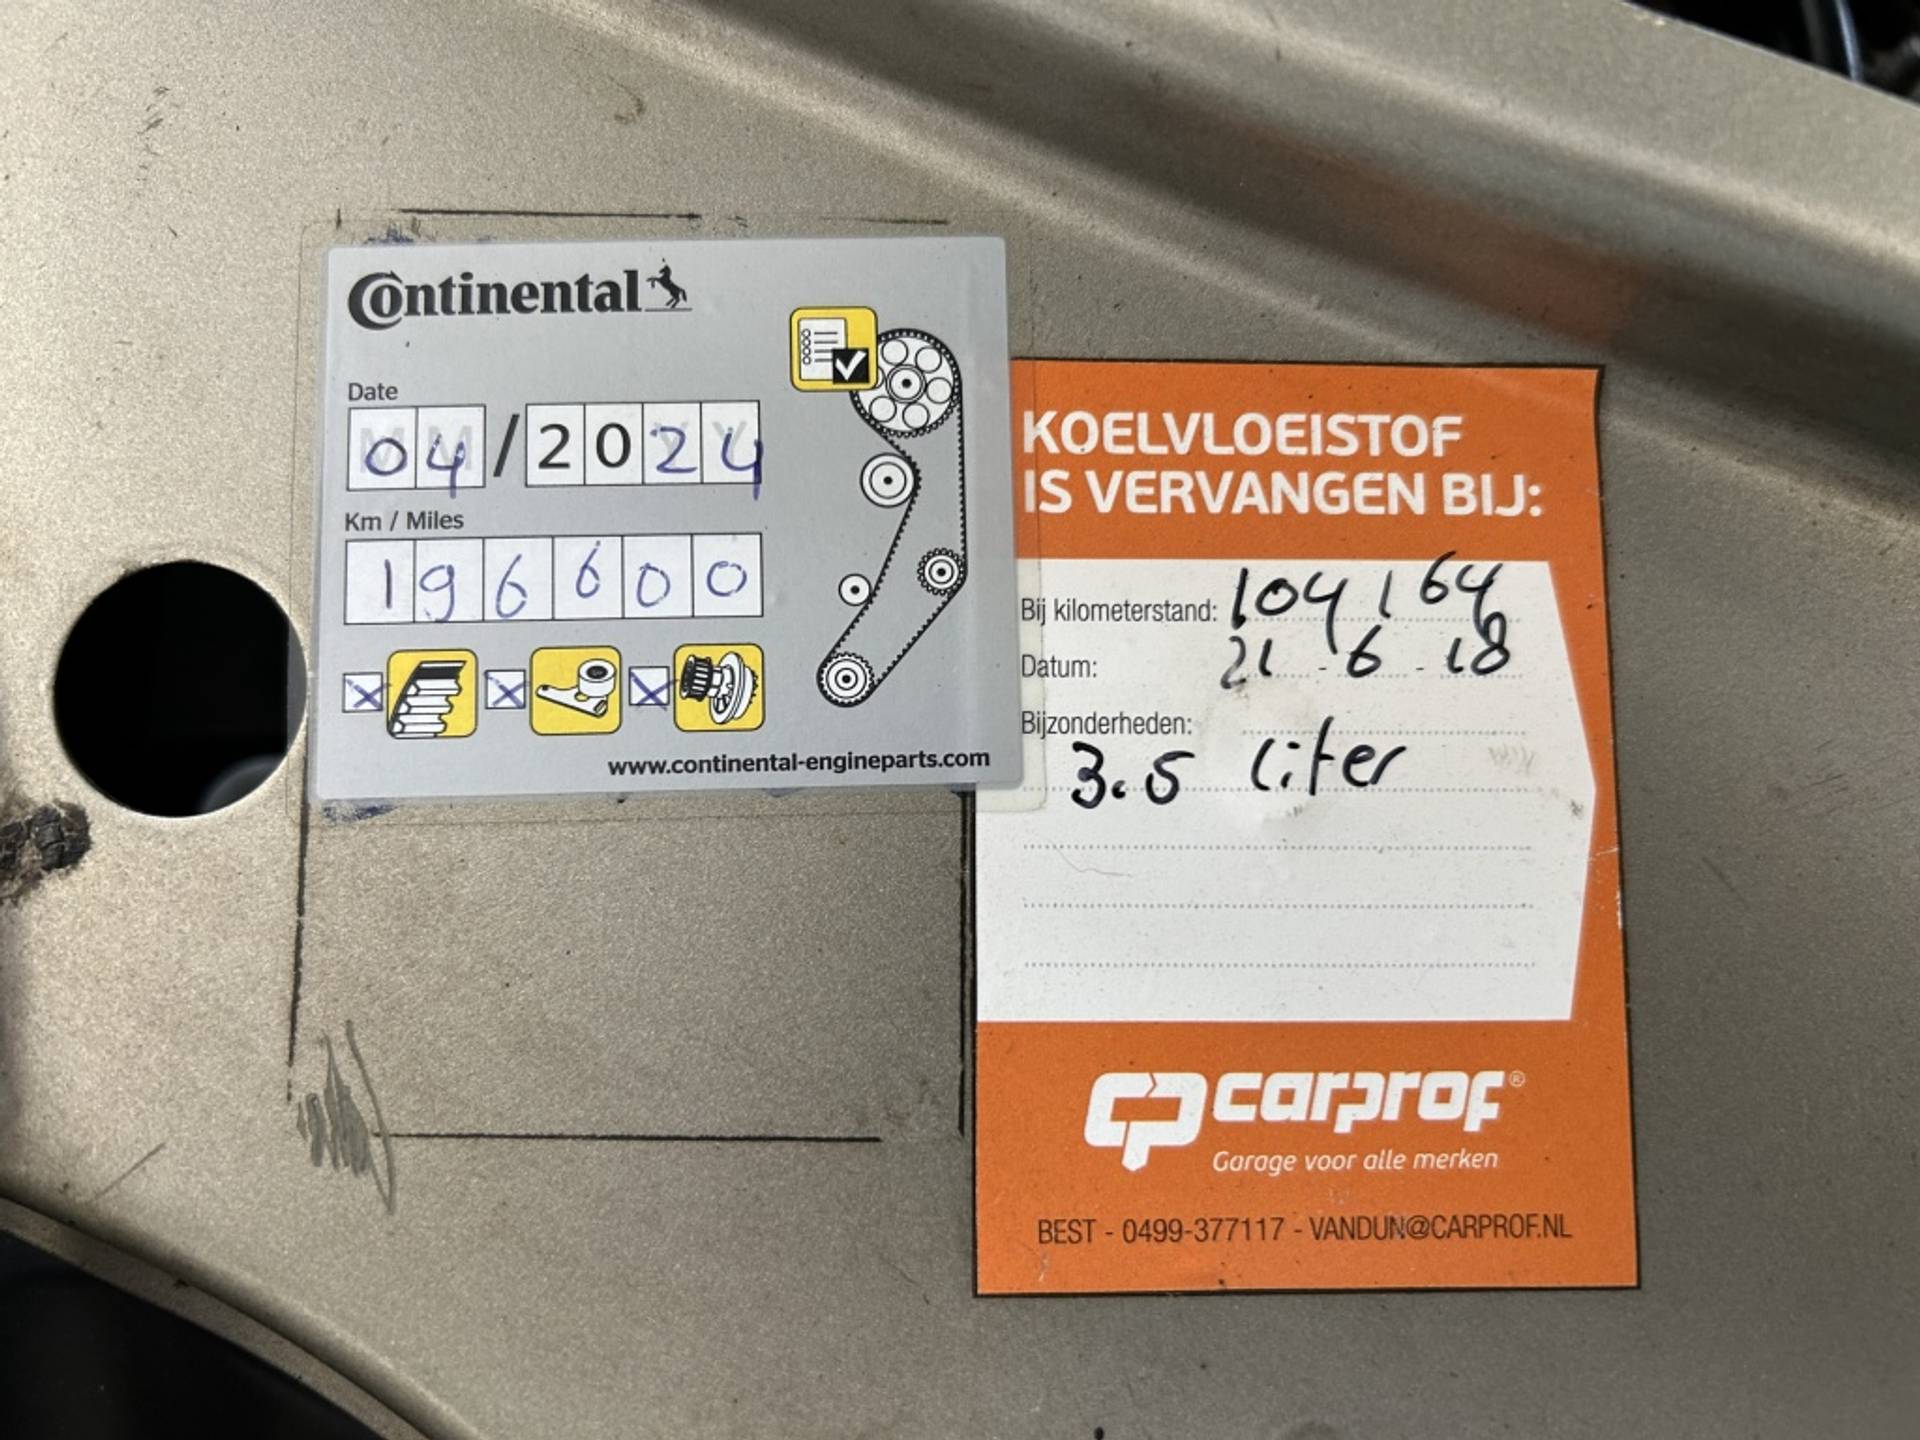 Continental
Date
04/2024
Km / Miles
196600
www.continental-engineparts.com
KOELVLOEISTOF
IS VERVANGEN BIJ:
Bij kilometerstand: 104164
Datum: 21-6-18
Bijzonderheden:
3.5 liter
carprof®
Garage voor alle merken
BEST - 0499-377117 - VANDUN@CARPROF.NL